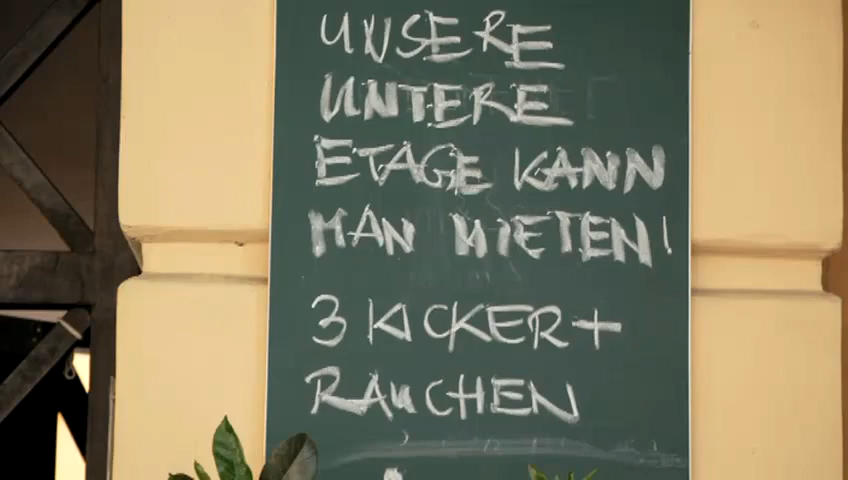 UNSERE
UNTERE
ETAGE KANN
MAN MIETEN!
3 KICKER +
RAUCHEN